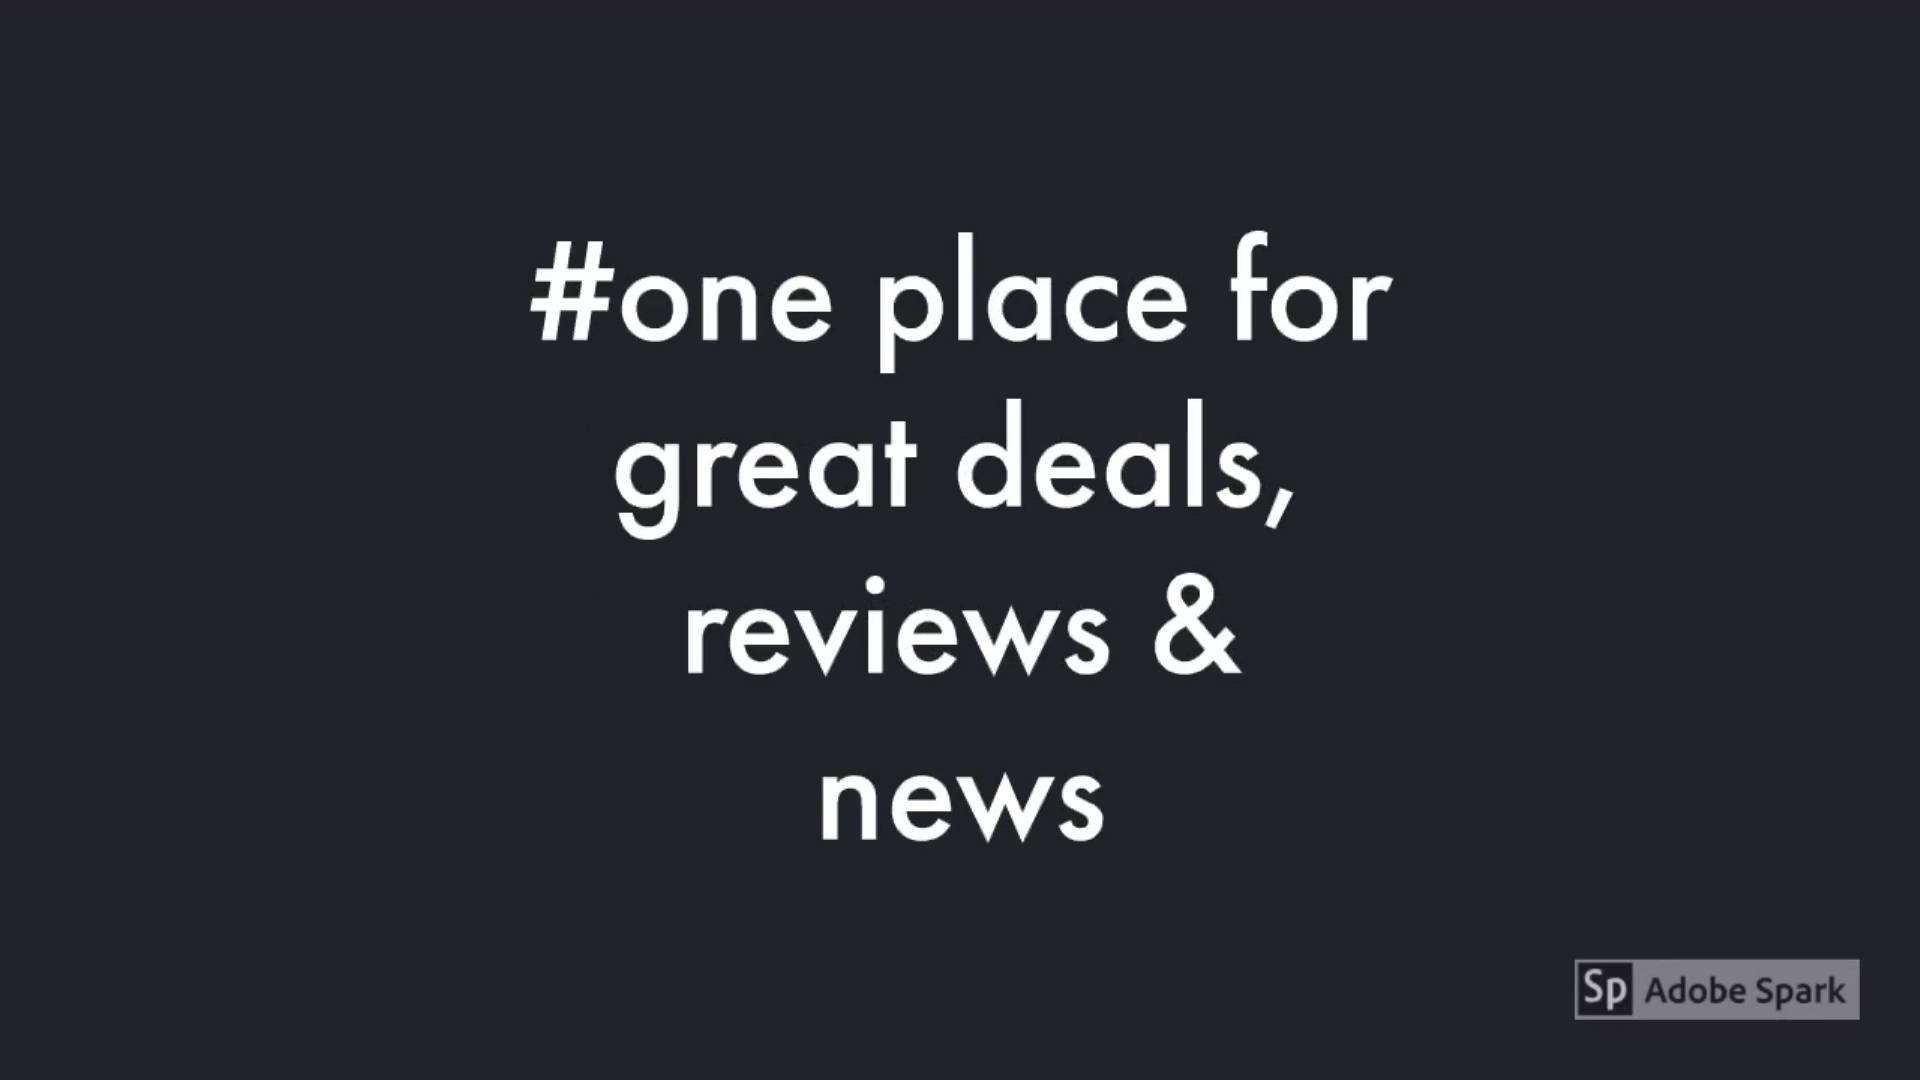 #one place for
great deals,
reviews &
news
Sp Adobe Spark